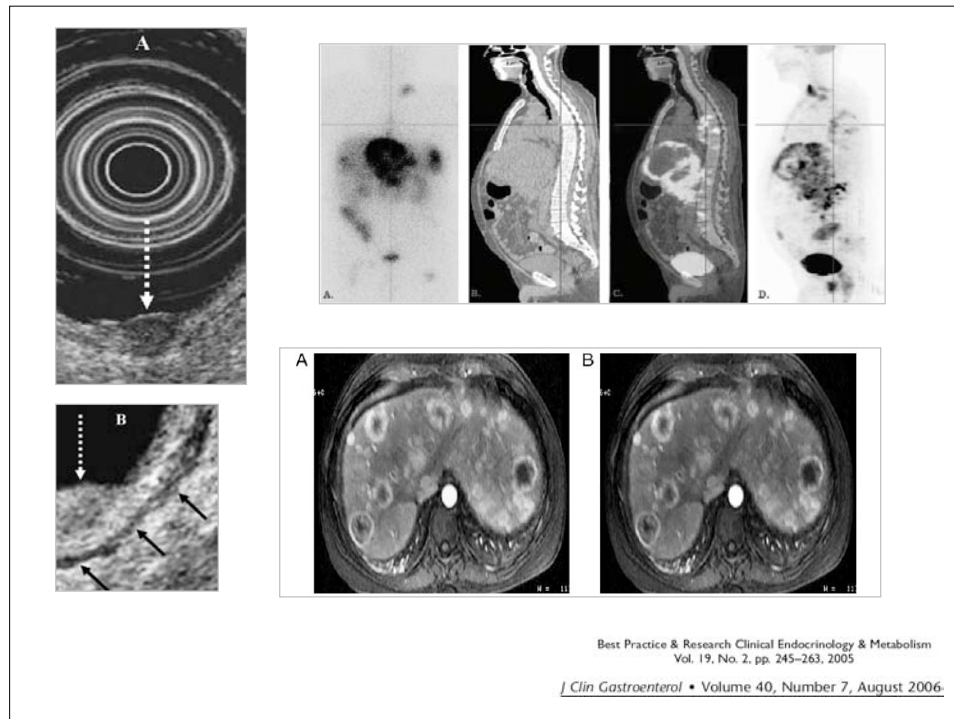 A
B
A.
B.
C.
D.
A
B
Best Practice & Research Clinical Endocrinology & Metabolism
Vol. 19, No. 2, pp. 245–263, 2005
J Clin Gastroenterol • Volume 40, Number 7, August 2006